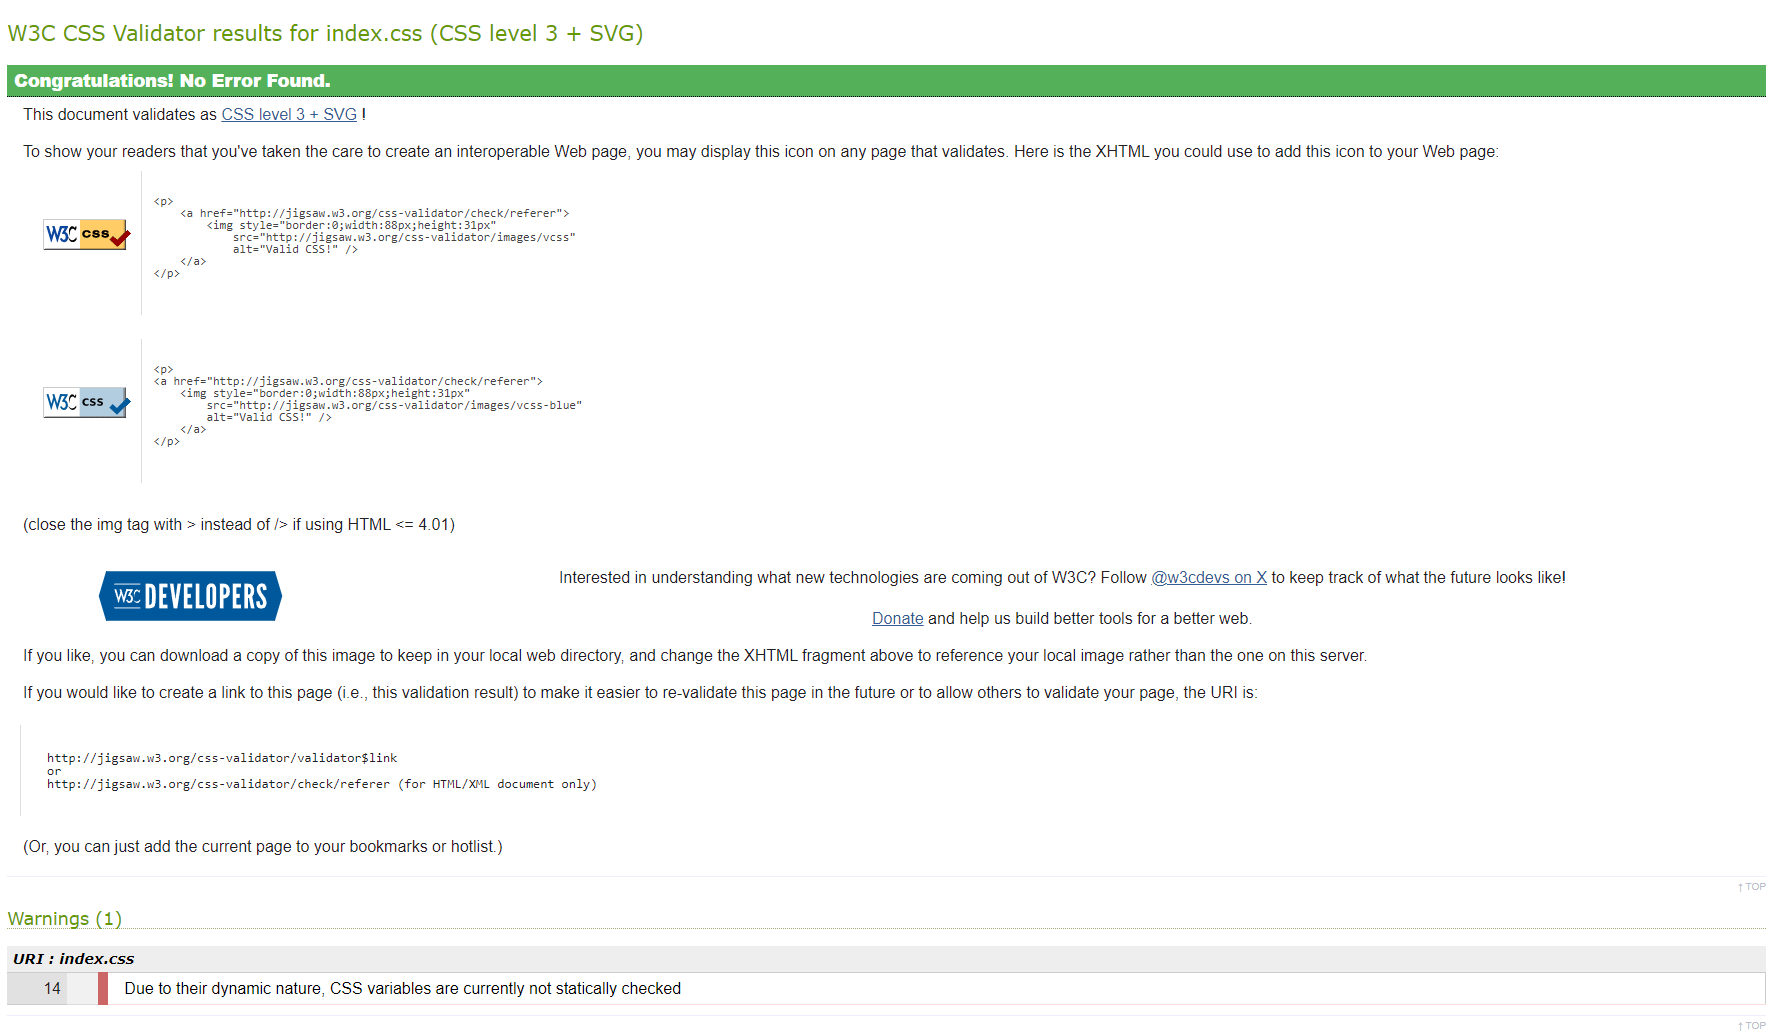 W3C CSS Validator results for index.css (CSS level 3 + SVG)
Congratulations! No Error Found.
This document validates as CSS level 3 + SVG !
To show your readers that you've taken the care to create an interoperable Web page, you may display this icon on any page that validates. Here is the XHTML you could use to add this icon to your Web page:
W3C css
<p>
    <a href="http://jigsaw.w3.org/css-validator/check/referer">
        <img style="border:0;width:88px;height:31px"
            src="http://jigsaw.w3.org/css-validator/images/vcss"
            alt="Valid CSS!" />
    </a>
</p>
W3C css
<p>
<a href="http://jigsaw.w3.org/css-validator/check/referer">
    <img style="border:0;width:88px;height:31px"
        src="http://jigsaw.w3.org/css-validator/images/vcss-blue"
        alt="Valid CSS!" />
    </a>
</p>
(close the img tag with > instead of /> if using HTML <= 4.01)
W3C DEVELOPERS
Interested in understanding what new technologies are coming out of W3C? Follow @w3cdevs on X to keep track of what the future looks like!
Donate and help us build better tools for a better web.
If you like, you can download a copy of this image to keep in your local web directory, and change the XHTML fragment above to reference your local image rather than the one on this server.
If you would like to create a link to this page (i.e., this validation result) to make it easier to re-validate this page in the future or to allow others to validate your page, the URI is:
http://jigsaw.w3.org/css-validator/validator$link
or
http://jigsaw.w3.org/css-validator/check/referer (for HTML/XML document only)
(Or, you can just add the current page to your bookmarks or hotlist.)
↑ TOP
Warnings (1)
URI : index.css
14 Due to their dynamic nature, CSS variables are currently not statically checked
↑ TOP